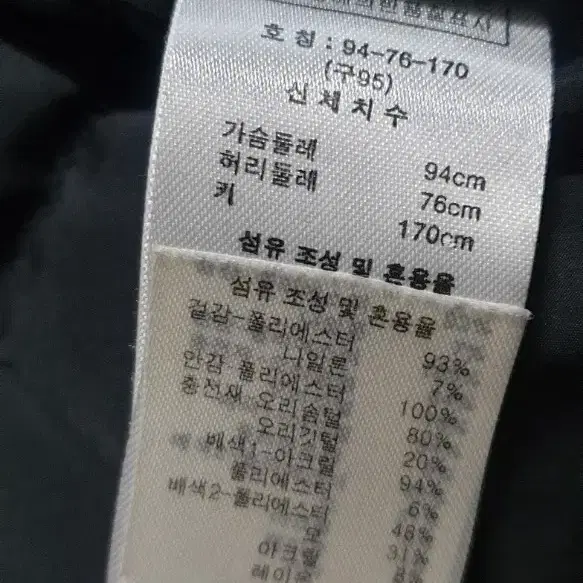 호칭 : 94-76-170
(구95)
신체치수
가슴둘레 94cm
허리둘레 76cm
키 170cm
섬유 조성 및 혼용율
섬유 조성 및 혼용율
겉감-폴리에스터 93%
나일론 7%
안감 폴리에스터 100%
충전재 오리솜털 80%
오리깃털 20%
배색1-아크릴 94%
폴리에스터 6%
배색2-폴리에스터 48%
모 31%
아크릴
레이온